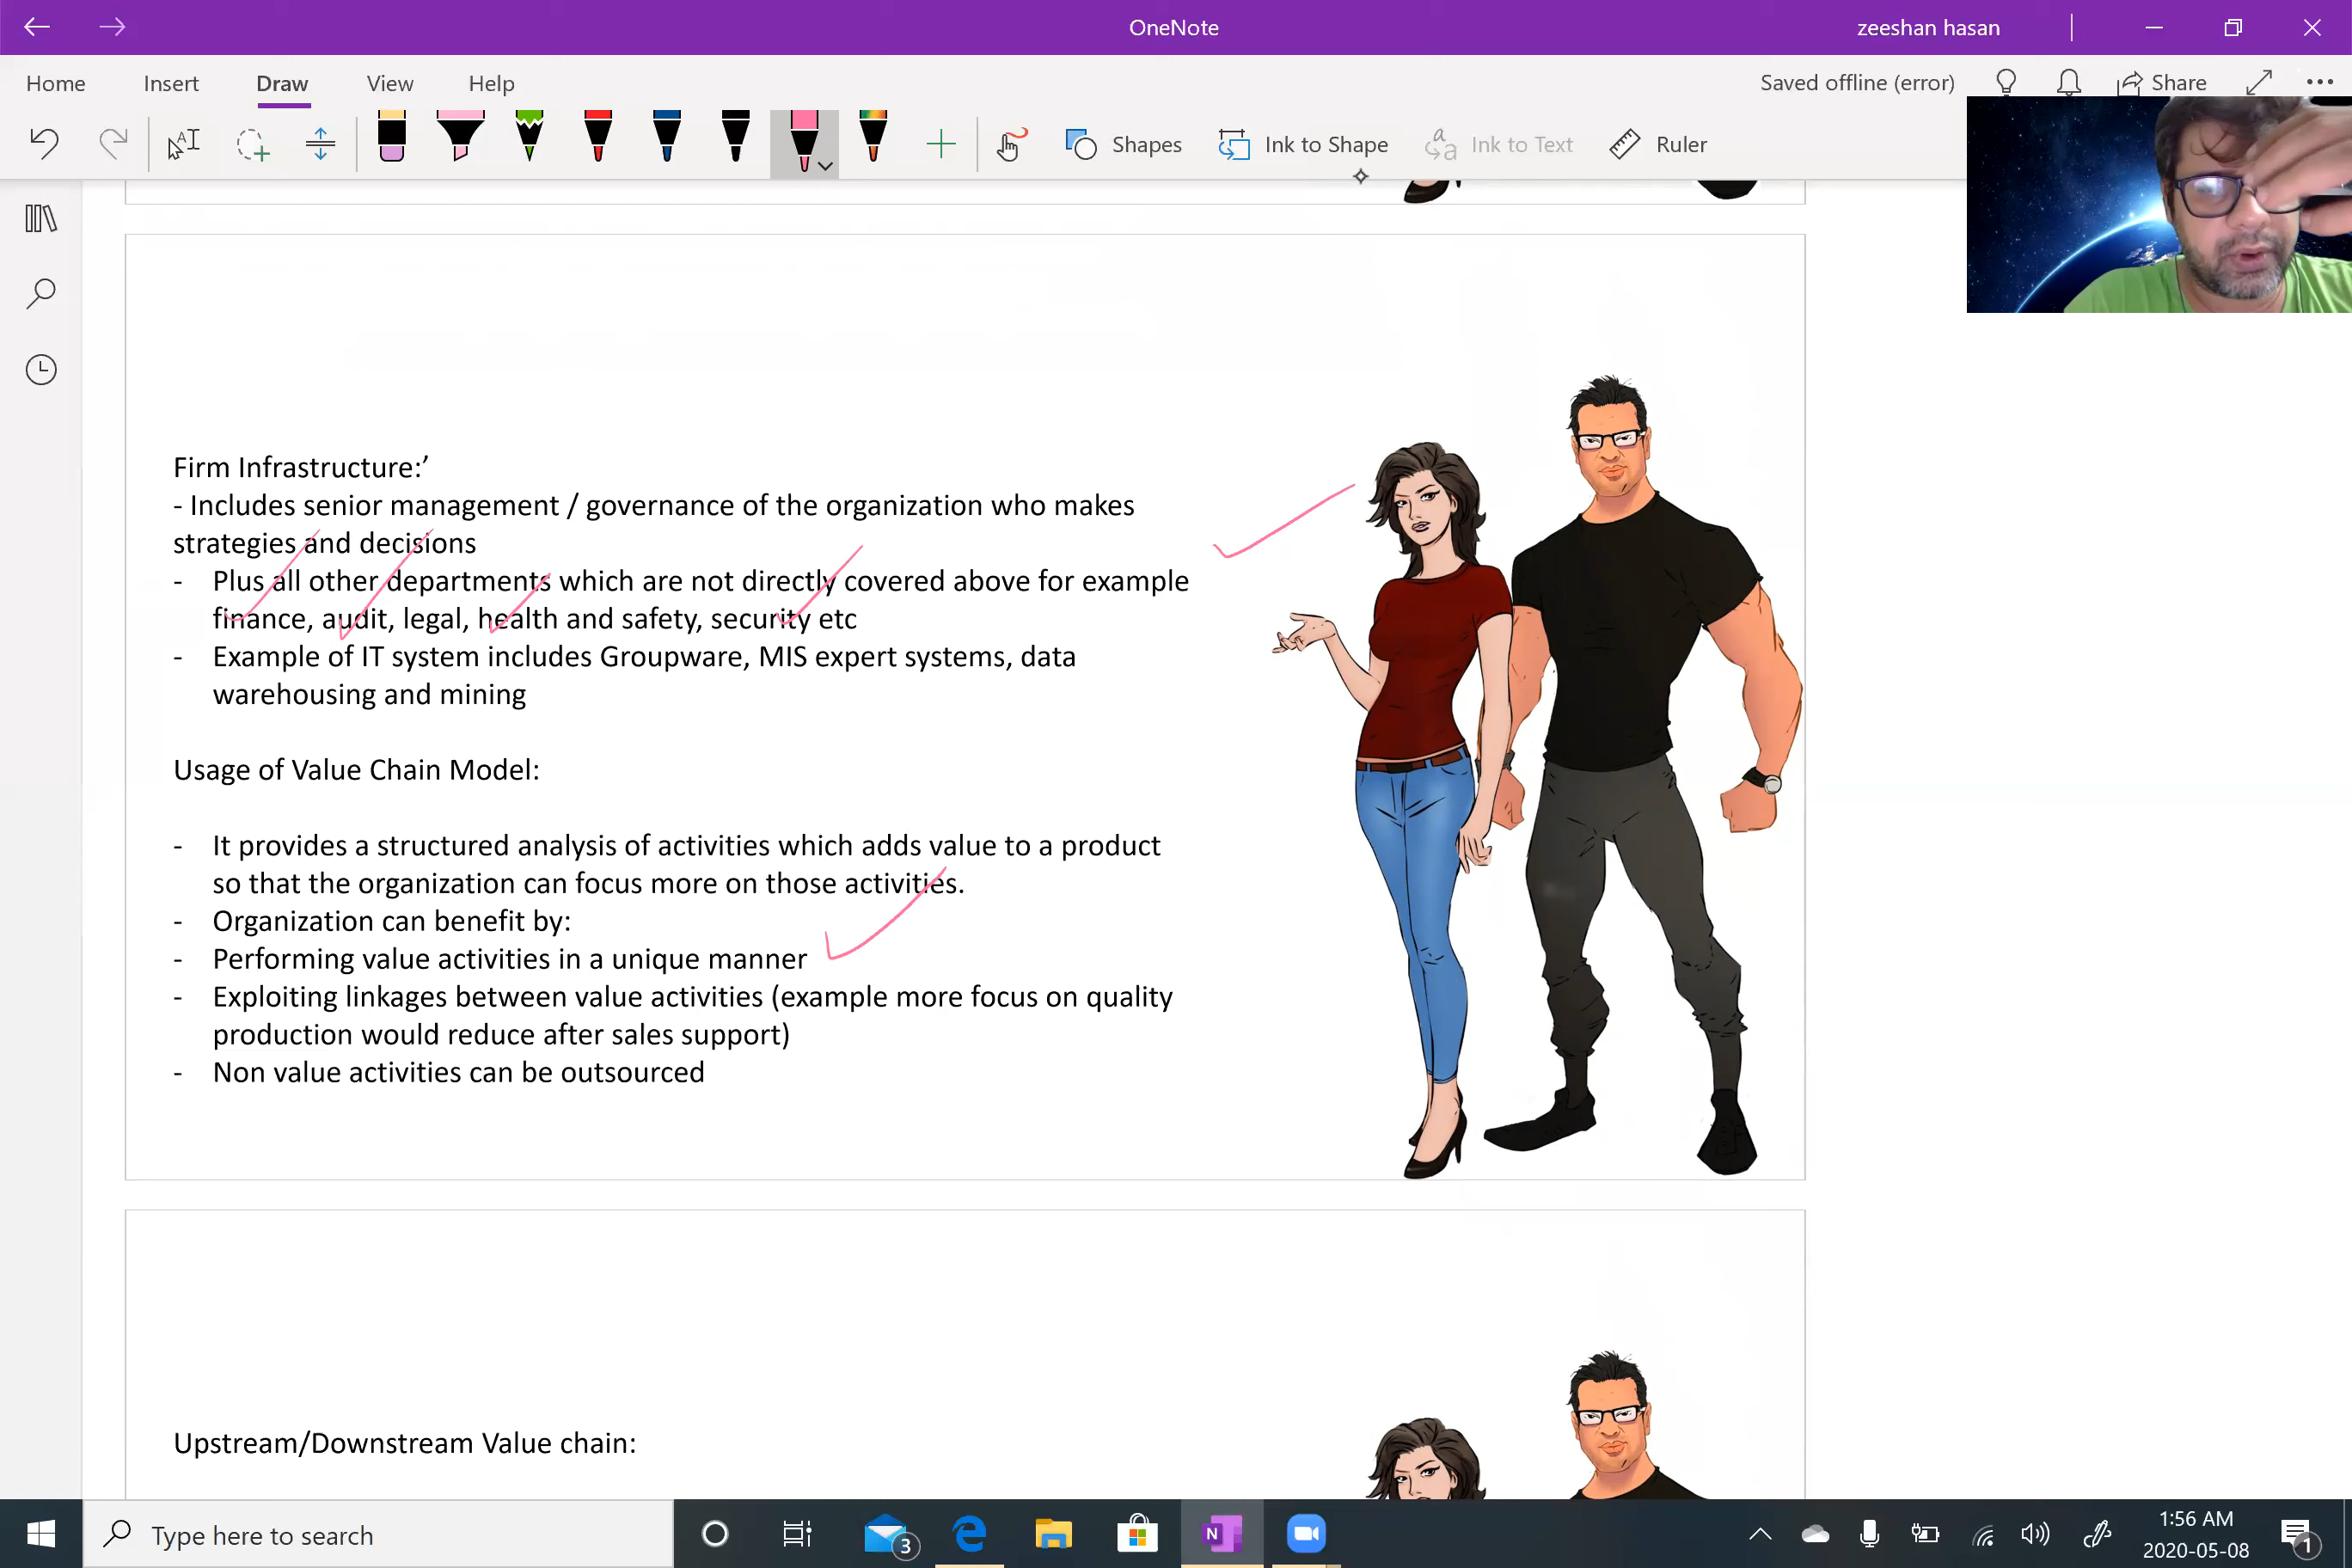 OneNote
zeeshan hasan
Home Insert Draw View Help
Saved offline (error)
Share
Shapes
Ink to Shape
Ink to Text
Ruler
Firm Infrastructure:’
- Includes senior management / governance of the organization who makes
strategies and decisions
- Plus all other departments which are not directly covered above for example
finance, audit, legal, health and safety, security etc
- Example of IT system includes Groupware, MIS expert systems, data
warehousing and mining
Usage of Value Chain Model:
- It provides a structured analysis of activities which adds value to a product
so that the organization can focus more on those activities.
- Organization can benefit by:
- Performing value activities in a unique manner
- Exploiting linkages between value activities (example more focus on quality
production would reduce after sales support)
- Non value activities can be outsourced
Upstream/Downstream Value chain:
Type here to search
3
N
1:56 AM
2020-05-08
1